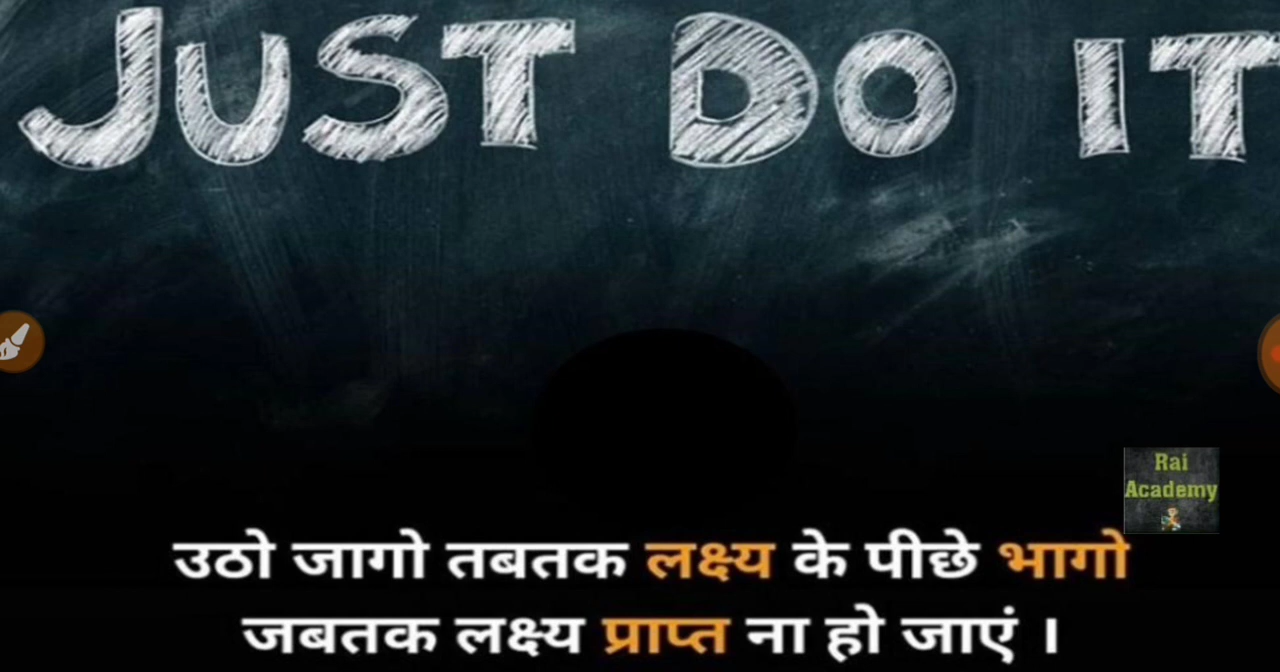 JUST DO IT
Rai
Academy
उठो जागो तबतक लक्ष्य के पीछे भागो
जबतक लक्ष्य प्राप्त ना हो जाएं ।